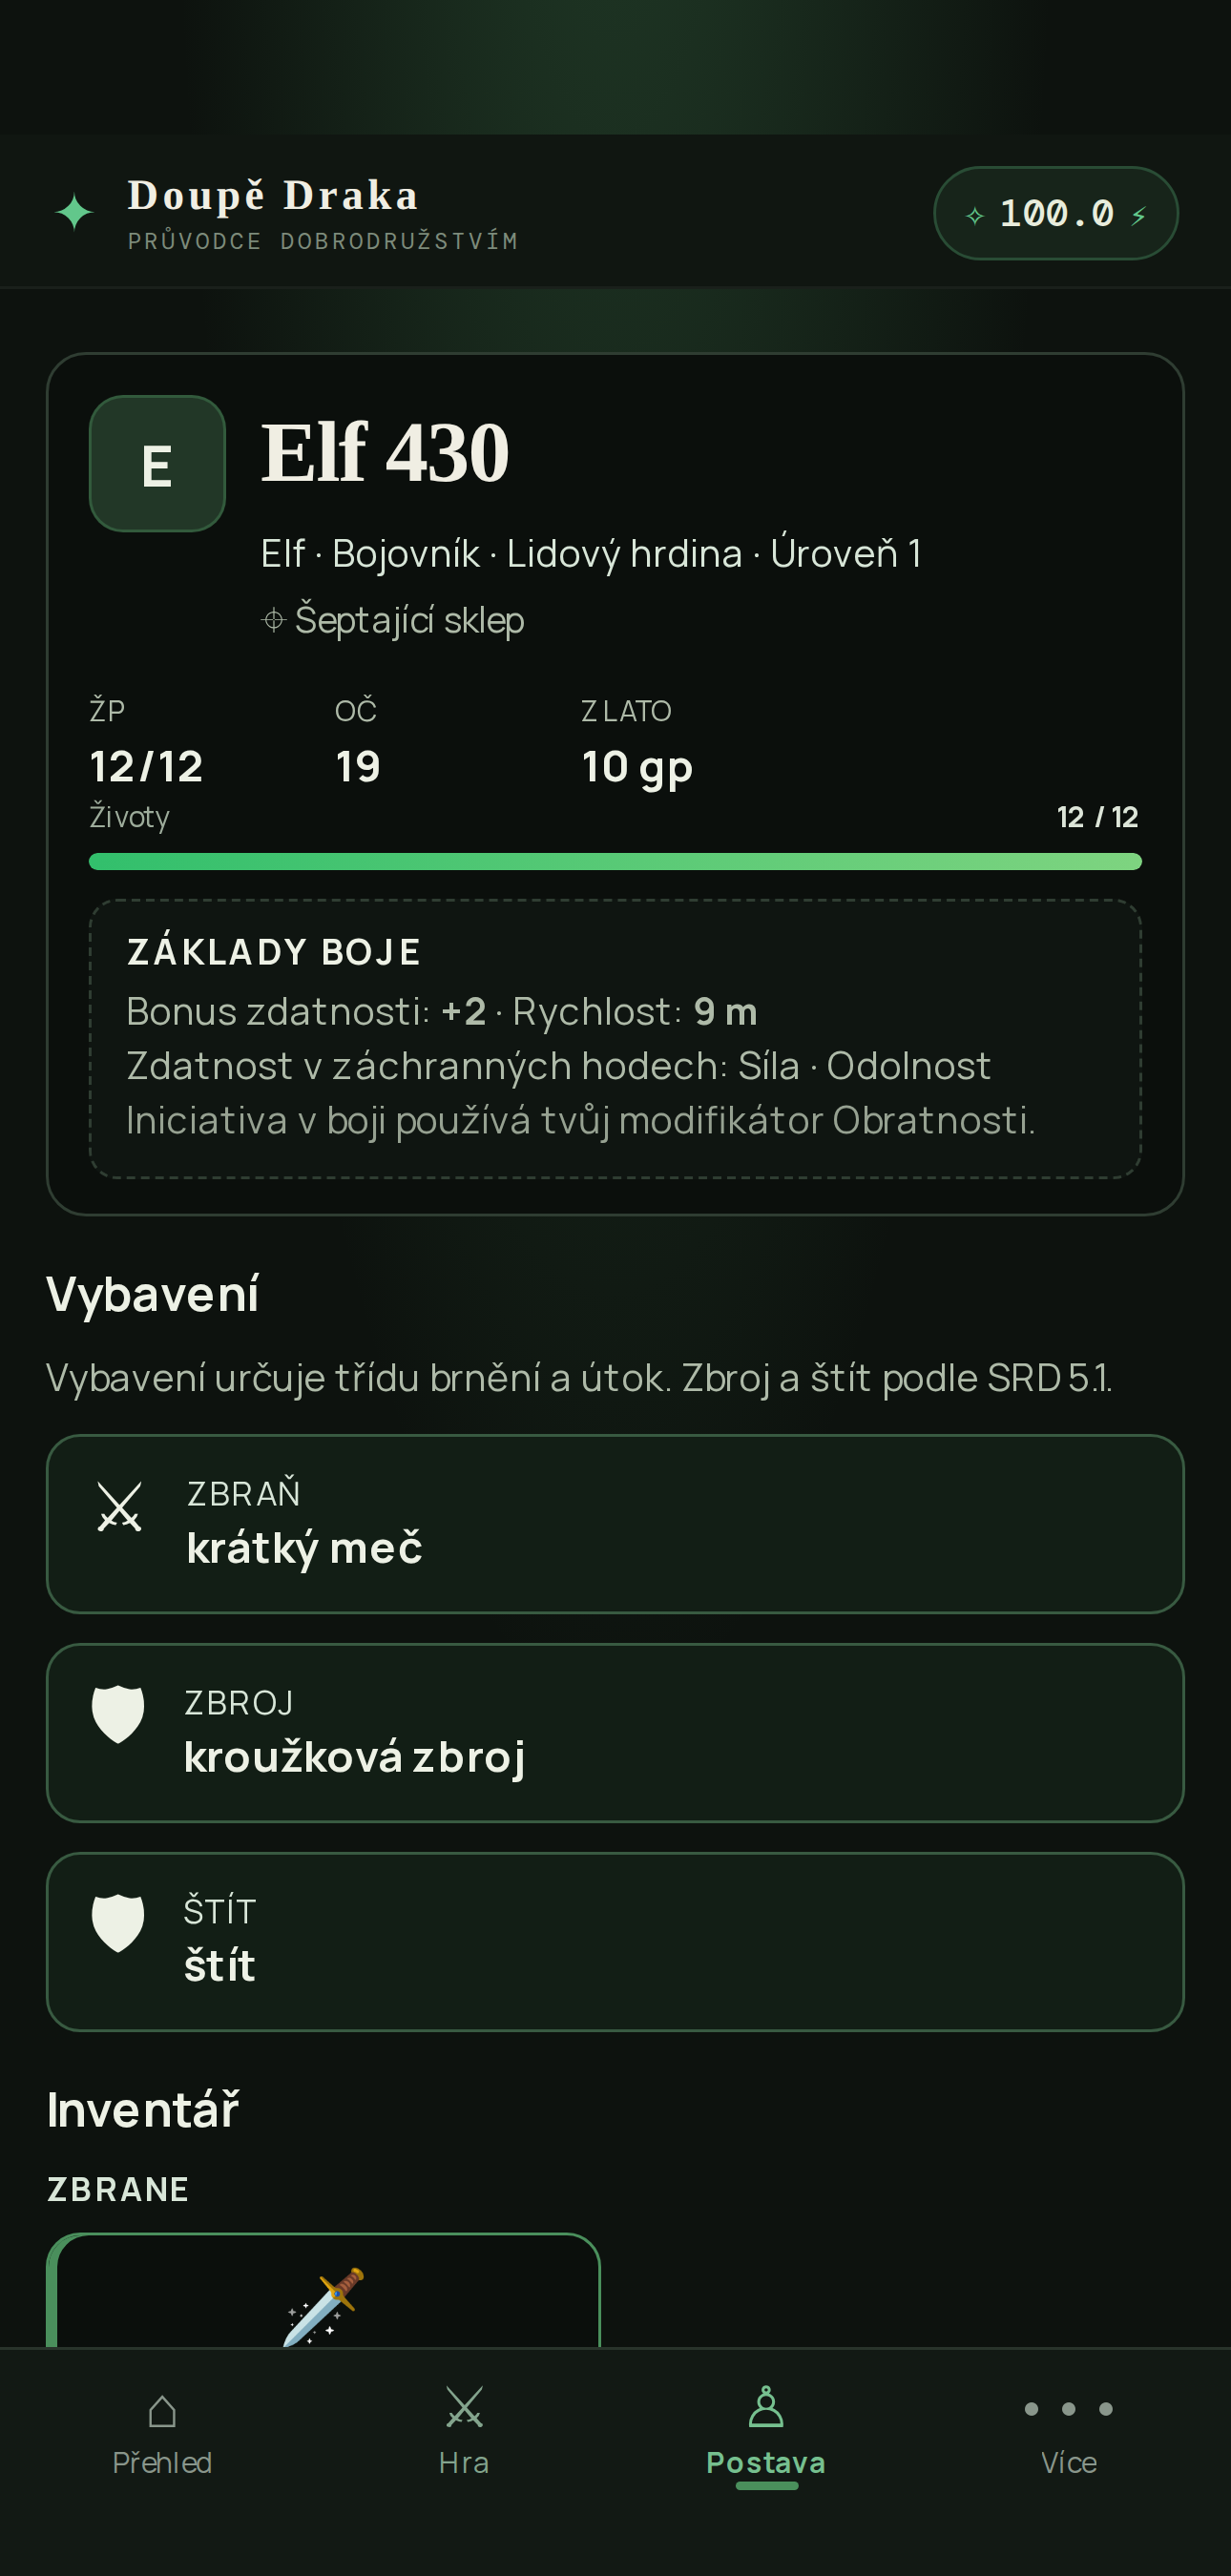 Doupě Draka
PRŮVODCE DOBRODRUŽSTVÍM
100.0
E
Elf 430
Elf · Bojovník · Lidový hrdina · Úroveň 1
Šeptající sklep
ŽP OČ ZLATO
12/12 19 10 gp
Životy 12 / 12
ZÁKLADY BOJE
Bonus zdatnosti: +2 · Rychlost: 9 m
Zdatnost v záchranných hodech: Síla · Odolnost
Iniciativa v boji používá tvůj modifikátor Obratnosti.
Vybavení
Vybavení určuje třídu brnění a útok. Zbroj a štít podle SRD 5.1.
ZBRAŇ
krátký meč
ZBROJ
kroužková zbroj
ŠTÍT
štít
Inventář
ZBRANE
Přehled Hra Postava Více